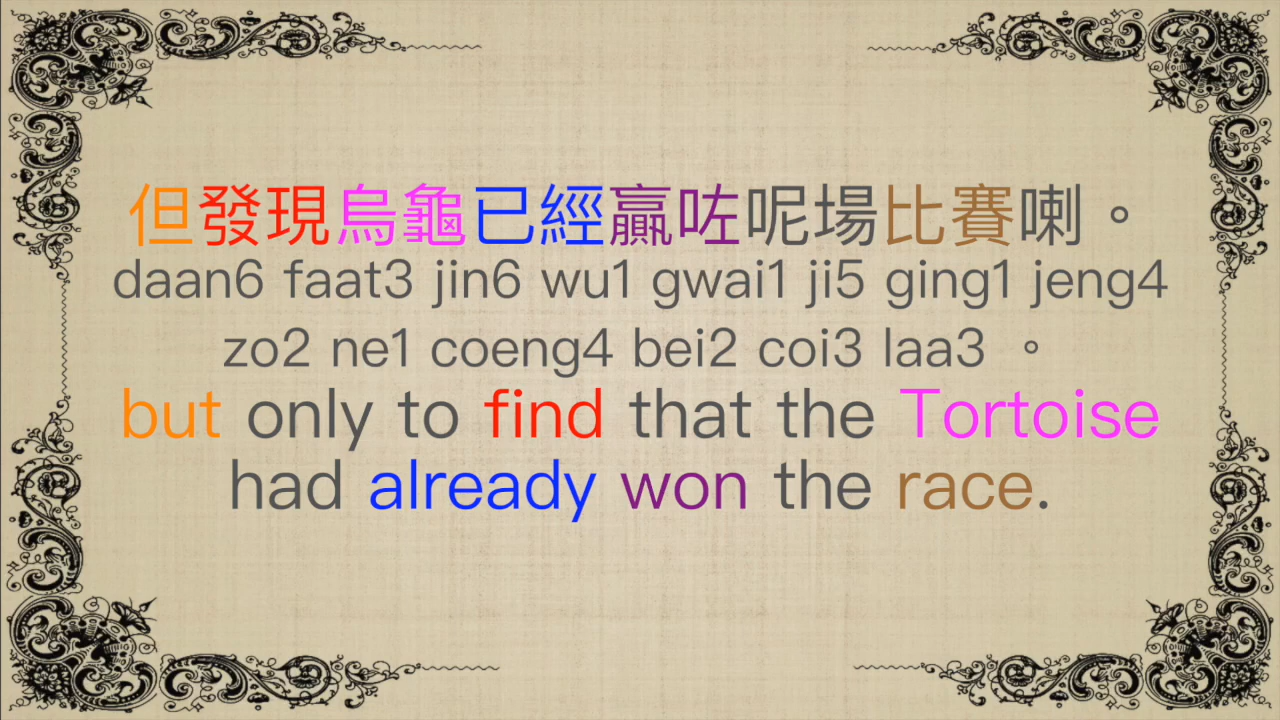 但發現烏龜已經贏咗呢場比賽喇。
daan6 faat3 jin6 wu1 gwai1 ji5 ging1 jeng4
zo2 ne1 coeng4 bei2 coi3 laa3 。
but only to find that the Tortoise
had already won the race.